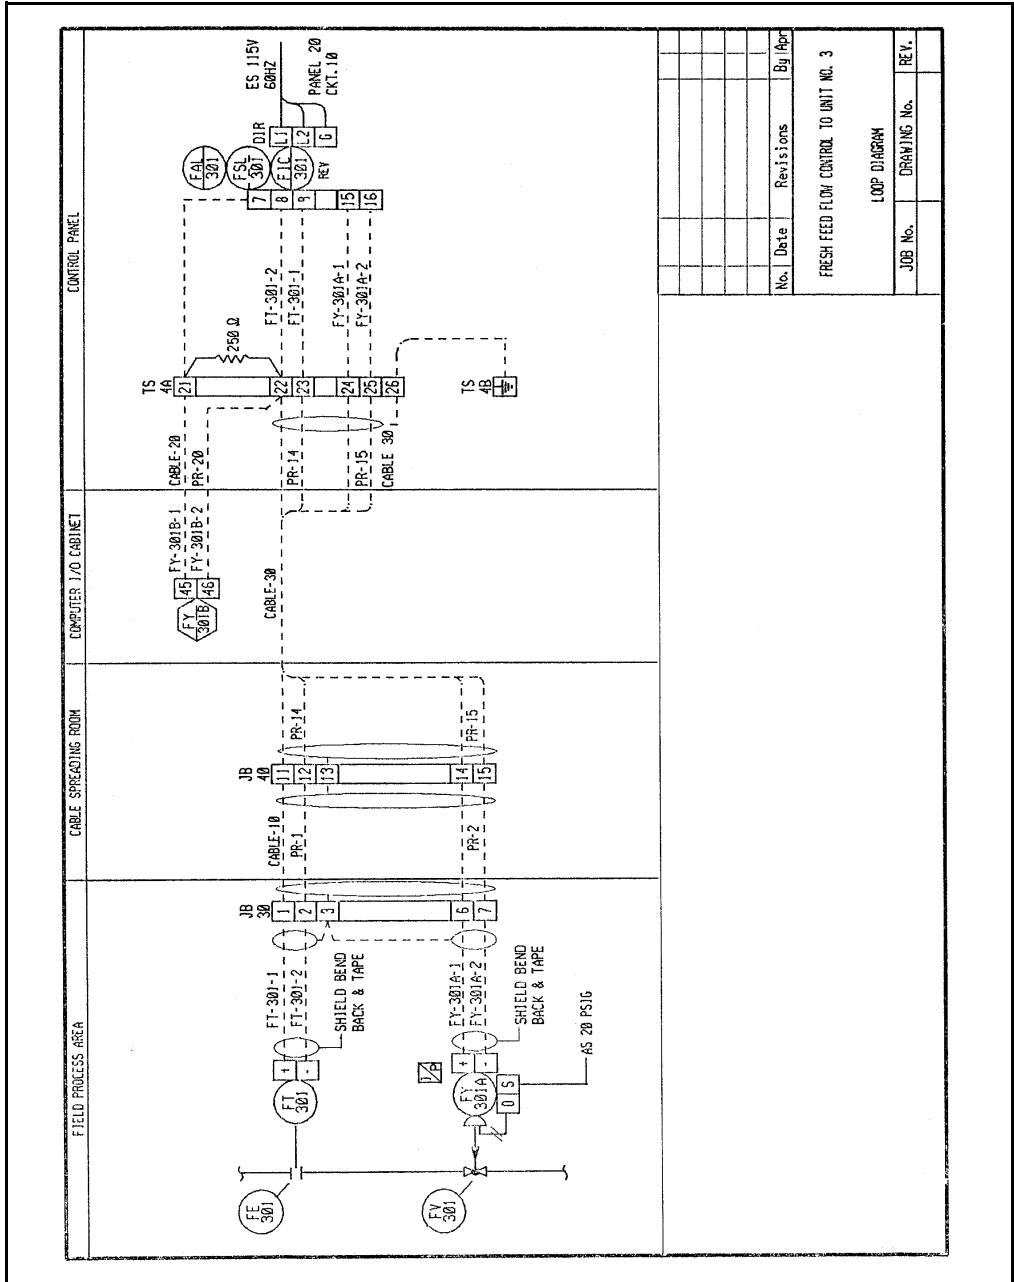 FIELD PROCESS AREA
CABLE SPREADING ROOM
COMPUTER I/O CABINET
CONTROL PANEL
FE
301
FV
301
FT
301
+
-
FT-301-1
FT-301-2
SHIELD BEND
BACK & TAPE
I/P
FY
301A
+
-
O
S
AS 20 PSIG
FY-301A-1
FY-301A-2
SHIELD BEND
BACK & TAPE
JB
30
1
2
3
6
7
CABLE-10
PR-1
PR-2
JB
40
11
12
13
14
15
PR-14
PR-15
CABLE-30
FY
301B
45
46
FY-301B-1
FY-301B-2
CABLE-20
PR-20
PR-14
PR-15
CABLE 30
TS
4A
21
22
23
24
25
26
250 Ω
TS
4B
FT-301-2
FT-301-1
FY-301A-1
FY-301A-2
7
8
9
15
16
FAL
301
FSL
301
FIC
301
DIR
REV
L1
L2
G
ES 115V
60HZ
PANEL 20
CKT.10
No.
Date
Revisions
By
Apr
FRESH FEED FLOW CONTROL TO UNIT NO. 3
LOOP DIAGRAM
JOB No.
DRAWING No.
REV.